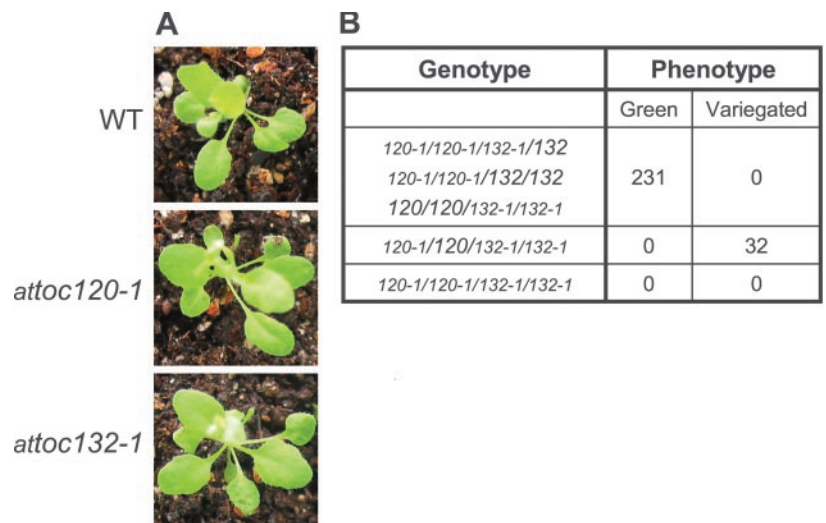 A
B
WT
attoc120-1
attoc132-1
Genotype Phenotype
Green Variegated
120-1/120-1/132-1/132
120-1/120-1/132/132 231 0
120/120/132-1/132-1
120-1/120/132-1/132-1 0 32
120-1/120-1/132-1/132-1 0 0